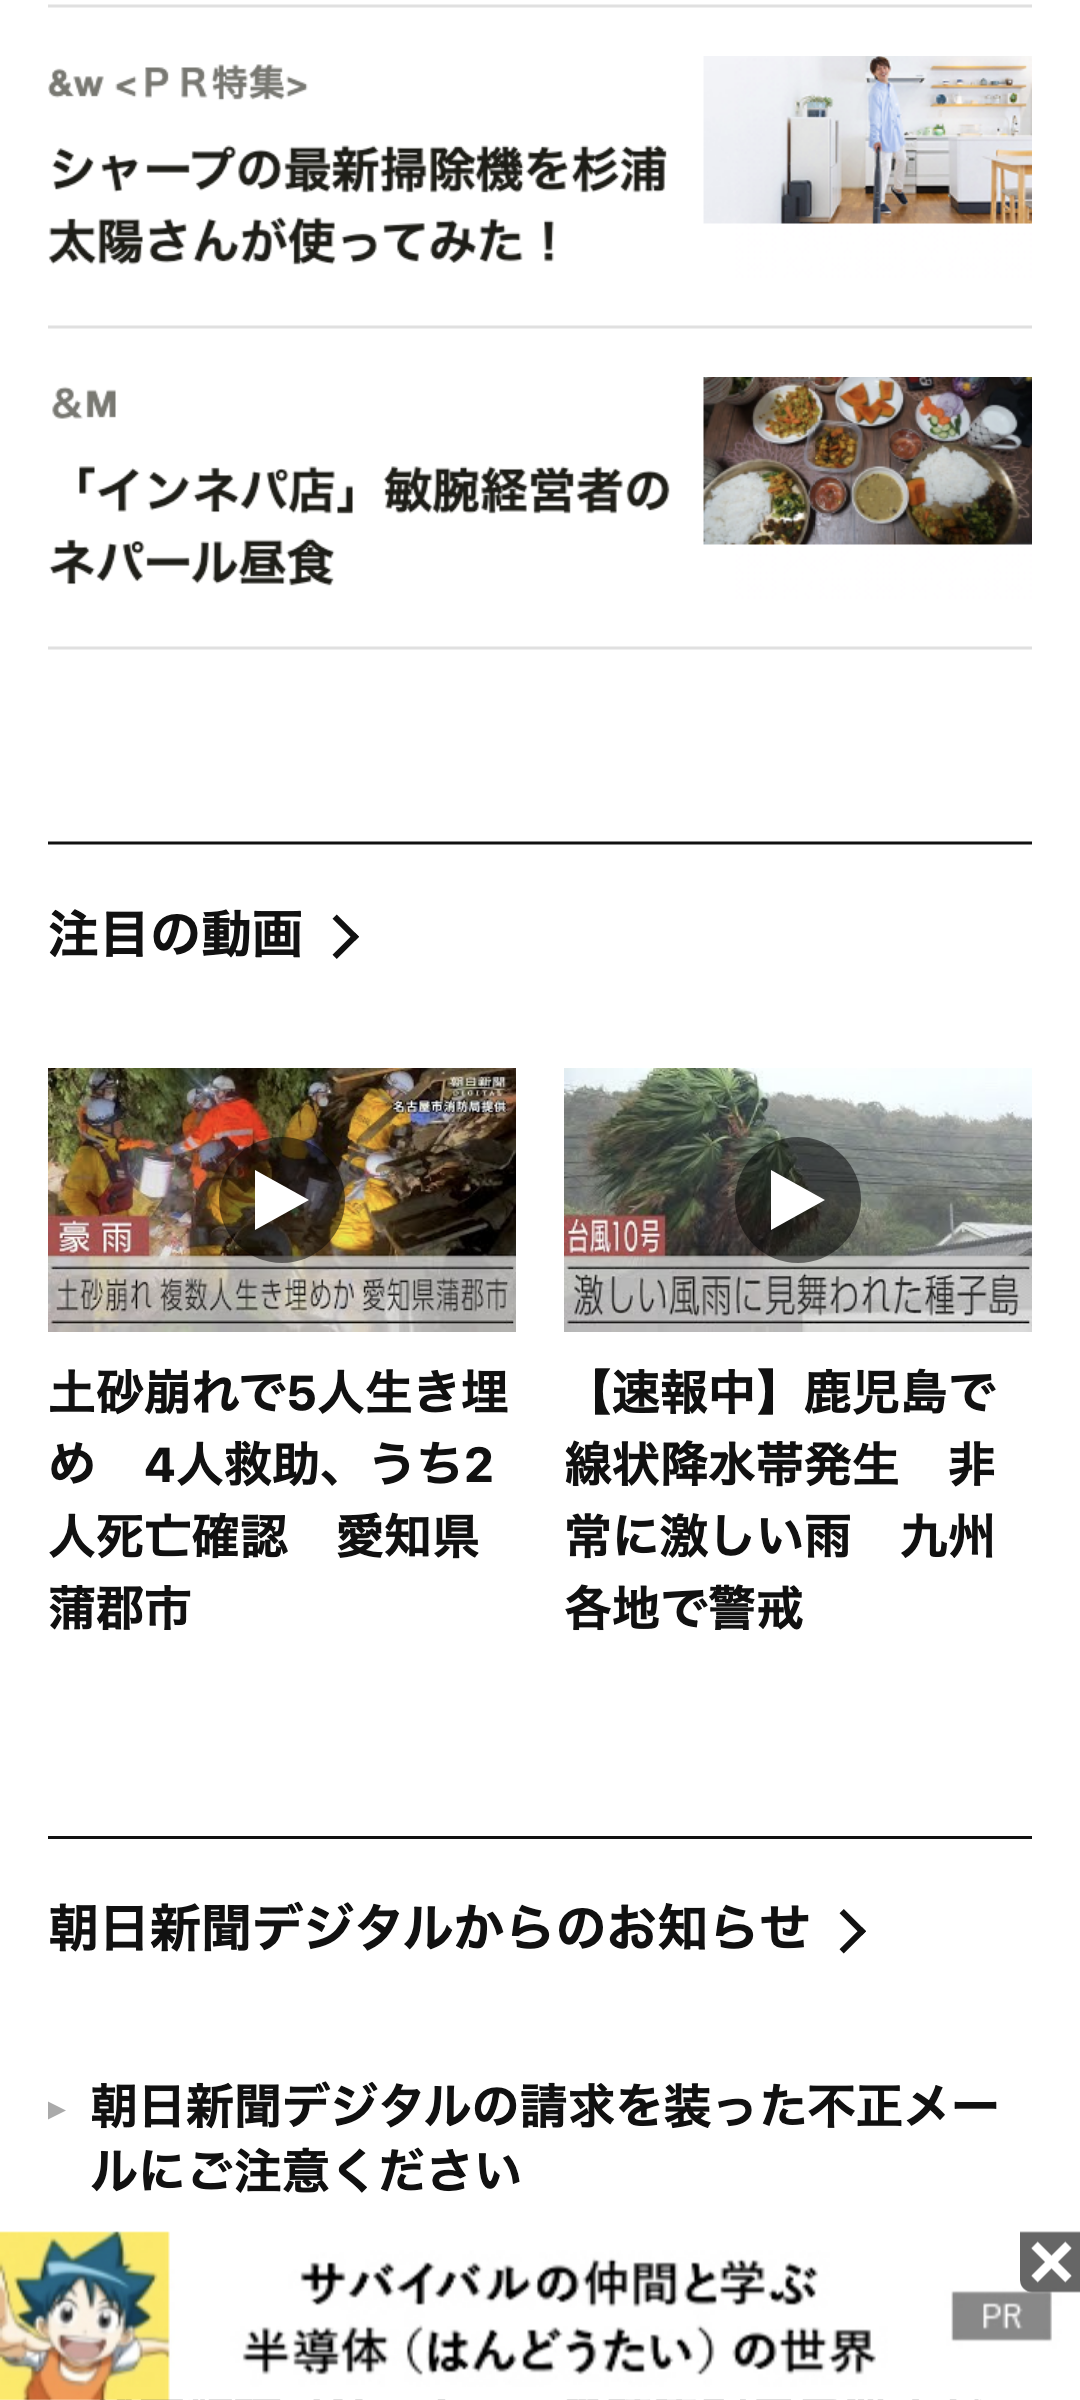 &w <ＰＲ特集>
シャープの最新掃除機を杉浦
太陽さんが使ってみた！
＆M
「インネパ店」敏腕経営者の
ネパール昼食
注目の動画
朝日新聞
DIGITAL
名古屋市消防局提供
豪雨
土砂崩れ 複数人生き埋めか 愛知県蒲郡市
台風10号
激しい風雨に見舞われた種子島
土砂崩れで5人生き埋
め　4人救助、うち2
人死亡確認　愛知県
蒲郡市
【速報中】鹿児島で
線状降水帯発生　非
常に激しい雨　九州
各地で警戒
朝日新聞デジタルからのお知らせ
朝日新聞デジタルの請求を装った不正メー
ルにご注意ください
サバイバルの仲間と学ぶ
半導体（はんどうたい）の世界
PR